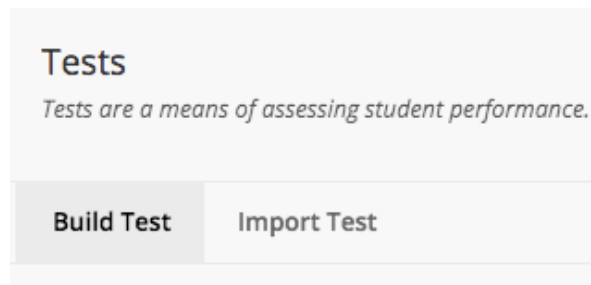 Tests
Tests are a means of assessing student performance.
Build Test Import Test